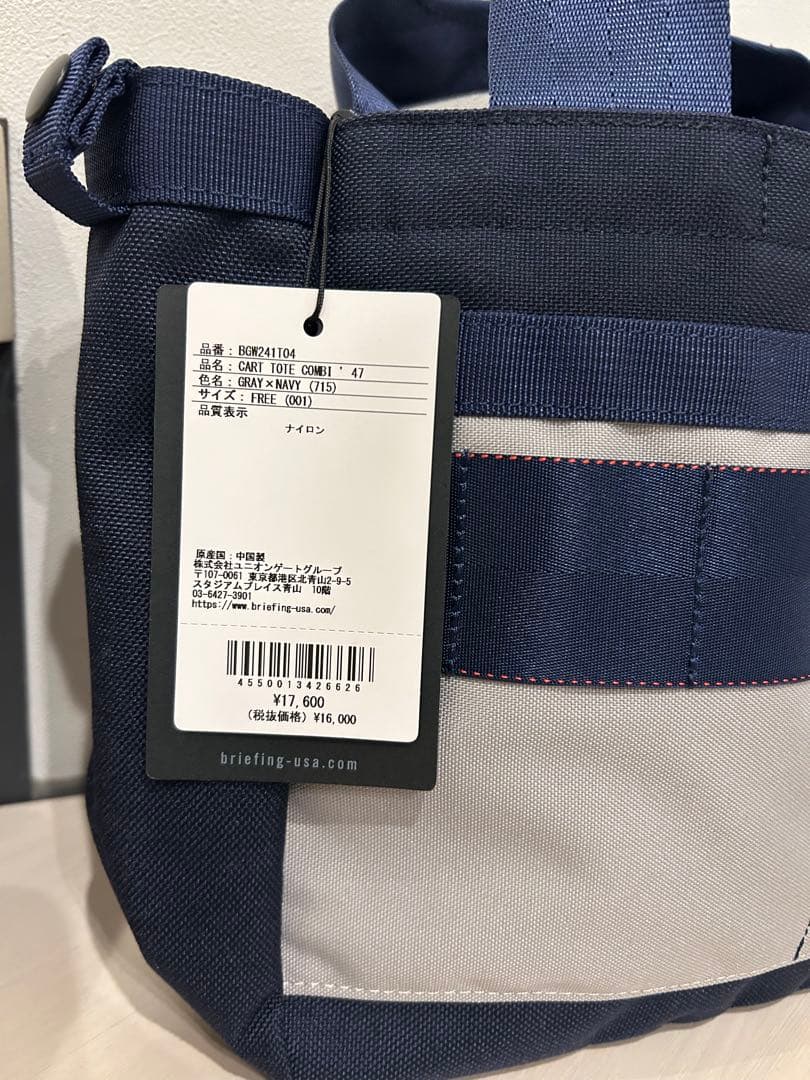 品番：BGW241T04
品名：CART TOTE COMBI ' 47
色名：GRAY×NAVY (715)
サイズ：FREE (001)
品質表示
ナイロン
原産国：中国製
株式会社ユニオンゲートグループ
〒107-0061 東京都港区北青山2-9-5
スタジアムプレイス青山 10階
03-6427-3901
https://www.briefing-usa.com/
4550013426626
¥17,600
（税抜価格）¥16,000
briefing-usa.com